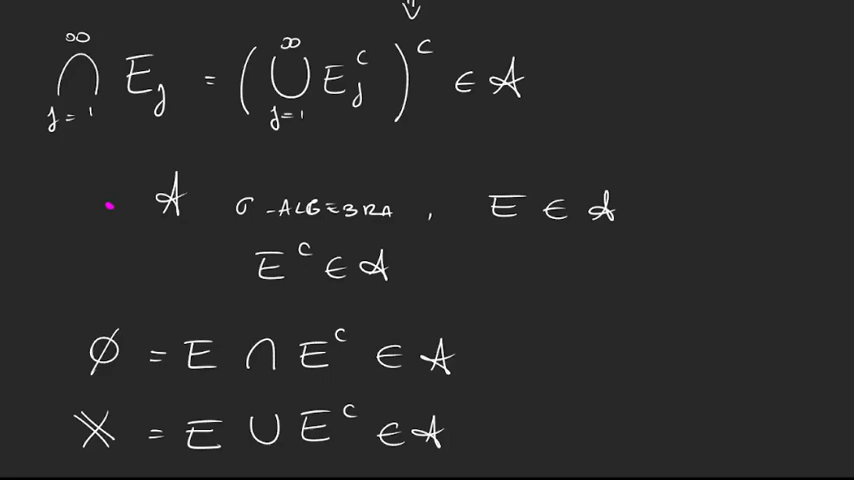 ⇓
∞ ⋂ j=1 E_j = ( ∞ ⋃ j=1 E_j^c )^c ∈ 𝒜
• 𝒜 σ-ALGEBRA, E ∈ 𝒜
E^c ∈ 𝒜
∅ = E ∩ E^c ∈ 𝒜
X = E ∪ E^c ∈ 𝒜